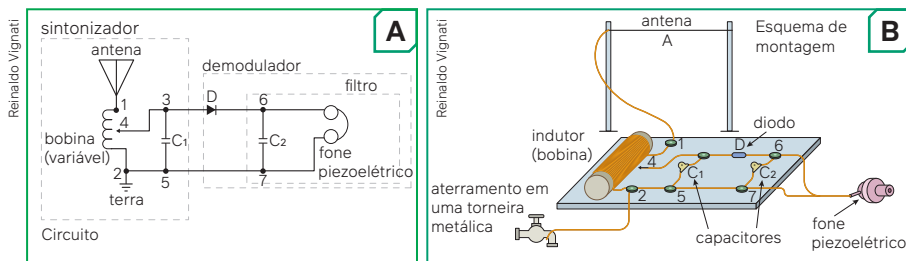 Reinaldo Vignati
A
sintonizador
antena
demodulador
filtro
1
3
D
6
4
C1
C2
bobina
(variável)
fone
piezoelétrico
2
5
7
terra
Circuito
Reinaldo Vignati
B
antena
A
Esquema de
montagem
diodo
indutor
(bobina)
1
D
6
4
C1
C2
aterramento em
uma torneira
metálica
2
5
7
capacitores
fone
piezoelétrico